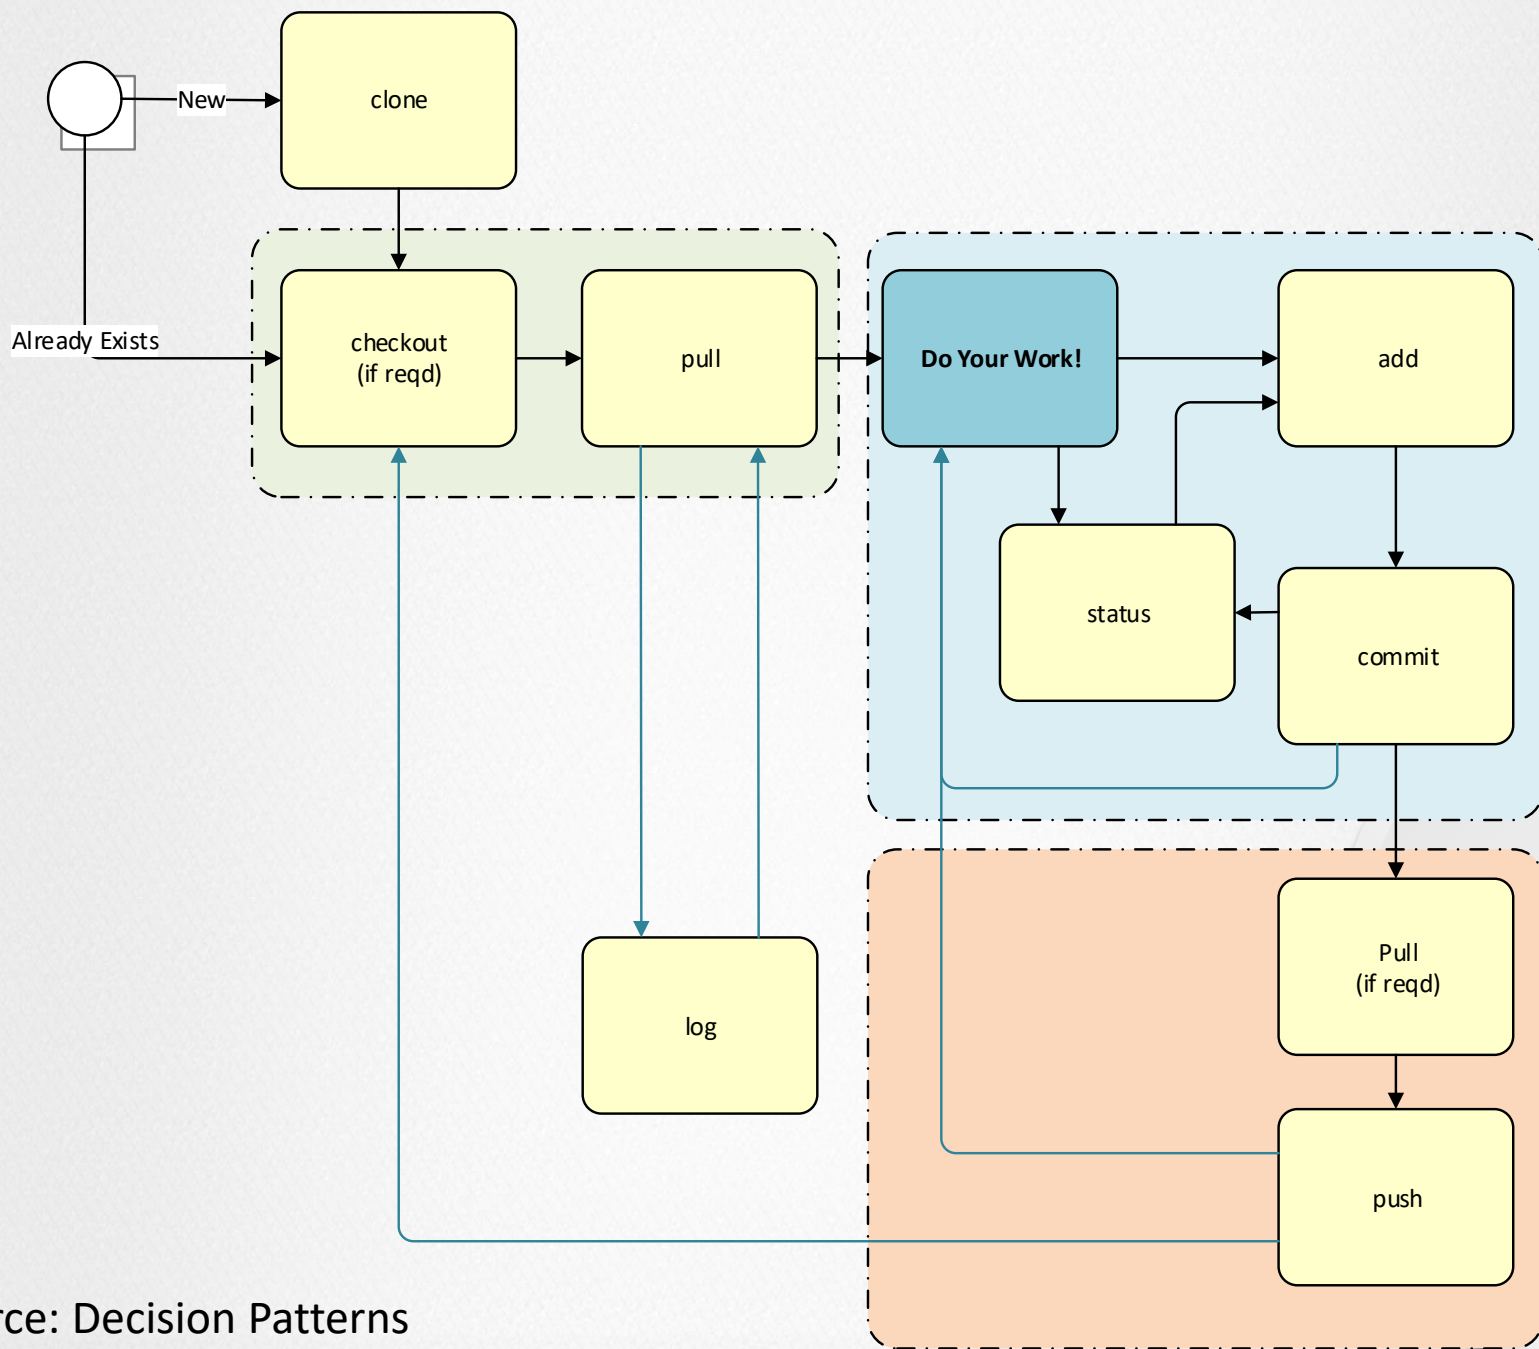 New
clone
Already Exists
checkout
(if reqd)
pull
Do Your Work!
add
status
commit
log
Pull
(if reqd)
push
: Decision Patterns